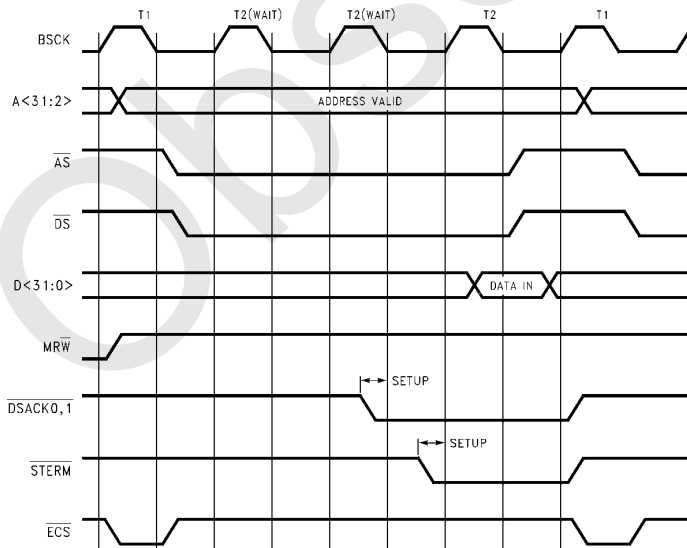 T1 T2(WAIT) T2(WAIT) T2 T1
BSCK
A<31:2> ADDRESS VALID
AS
DS
D<31:0> DATA IN
MRW
SETUP
DSACK0,1
SETUP
STERM
ECS